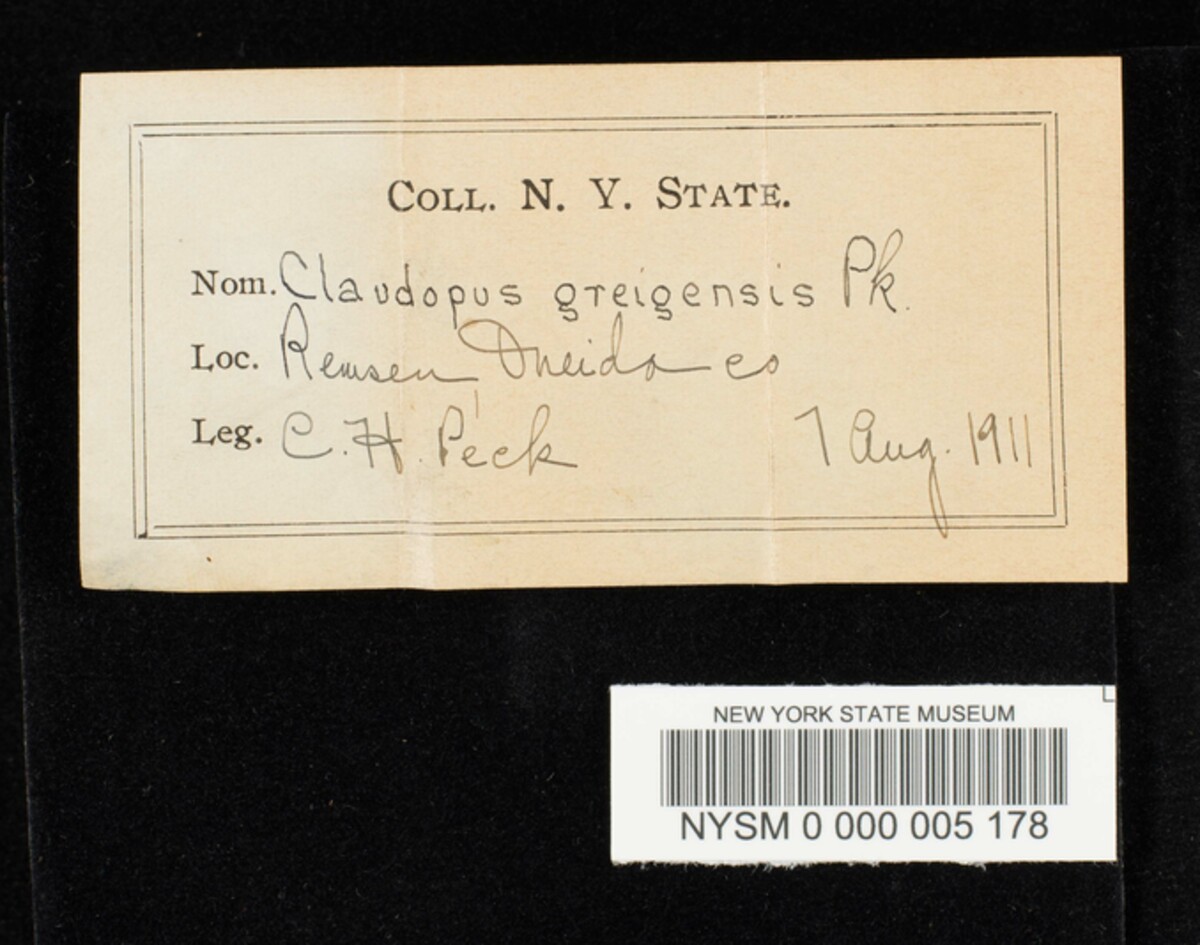 COLL. N. Y. STATE.
Nom. Claudopus greigensis Pk.
Loc. Remsen, Oneida co
Leg. C. H. Peck 7 Aug. 1911
NEW YORK STATE MUSEUM
NYSM 0 000 005 178